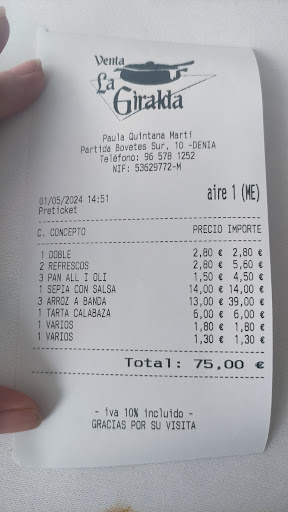 Venta
La
Giralda
Paula Quintana Martí
Partida Bovetes Sur, 10 -DENIA
Teléfono: 96 578 1252
NIF: 53629772-M
01/05/2024 14:51 aire 1 (ME)
Preticket
C. CONCEPTO PRECIO IMPORTE
1 DOBLE 2,80 € 2,80 €
2 REFRESCOS 2,80 € 5,60 €
3 PAN ALL I OLI 1,50 € 4,50 €
1 SEPIA CON SALSA 14,00 € 14,00 €
3 ARROZ A BANDA 13,00 € 39,00 €
1 TARTA CALABAZA 6,00 € 6,00 €
1 VARIOS 1,80 € 1,80 €
1 VARIOS 1,30 € 1,30 €
Total: 75,00 €
- iva 10% incluido -
GRACIAS POR SU VISITA